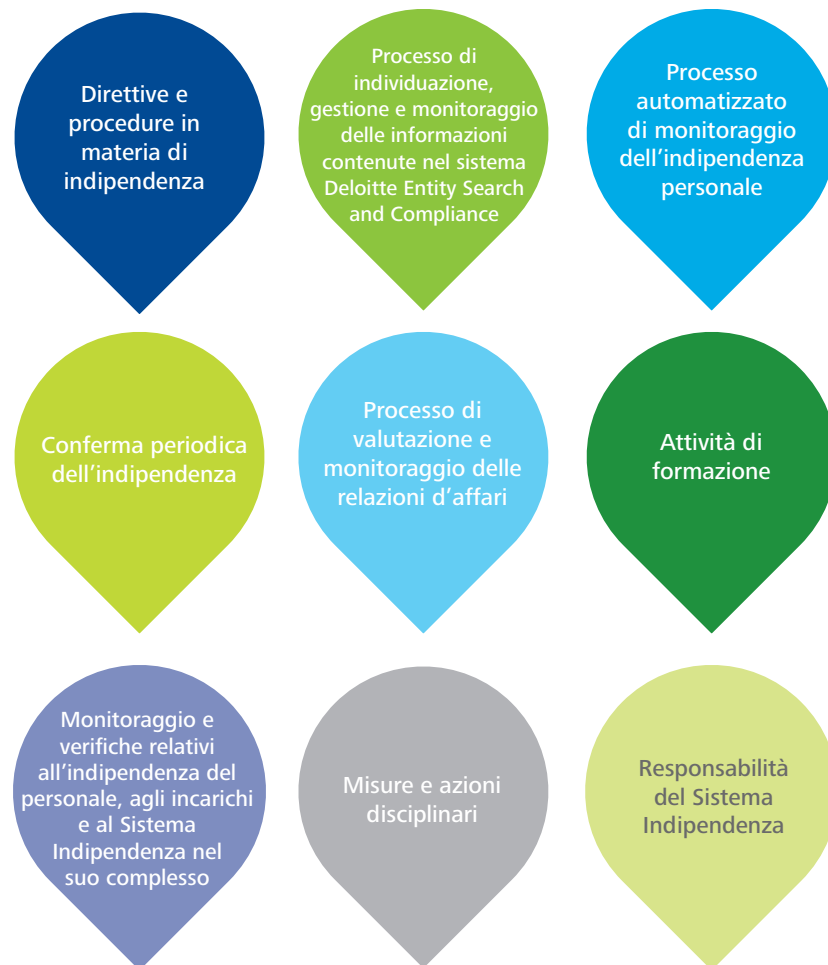 Direttive e
procedure in
materia di
indipendenza
Processo di
individuazione,
gestione e monitoraggio
delle informazioni
contenute nel sistema
Deloitte Entity Search
and Compliance
Processo
automatizzato
di monitoraggio
dell’indipendenza
personale
Conferma periodica
dell’indipendenza
Processo di
valutazione e
monitoraggio delle
relazioni d’affari
Attività di
formazione
Monitoraggio e
verifiche relativi
all’indipendenza del
personale, agli incarichi
e al Sistema
Indipendenza nel
suo complesso
Misure e azioni
disciplinari
Responsabilità
del Sistema
Indipendenza